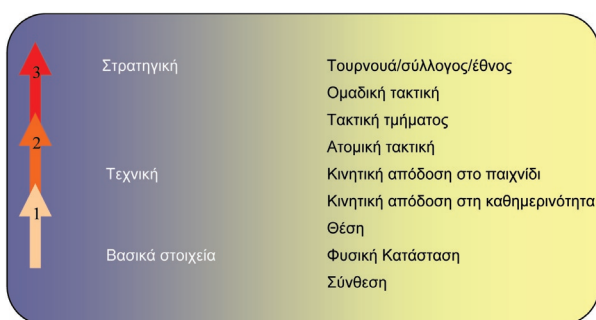 3 Στρατηγική Τουρνουά/σύλλογος/έθνος
Ομαδική τακτική
Τακτική τμήματος
2 Ατομική τακτική
Τεχνική Κινητική απόδοση στο παιχνίδι
1 Κινητική απόδοση στη καθημερινότητα
Θέση
Βασικά στοιχεία Φυσική Κατάσταση
Σύνθεση